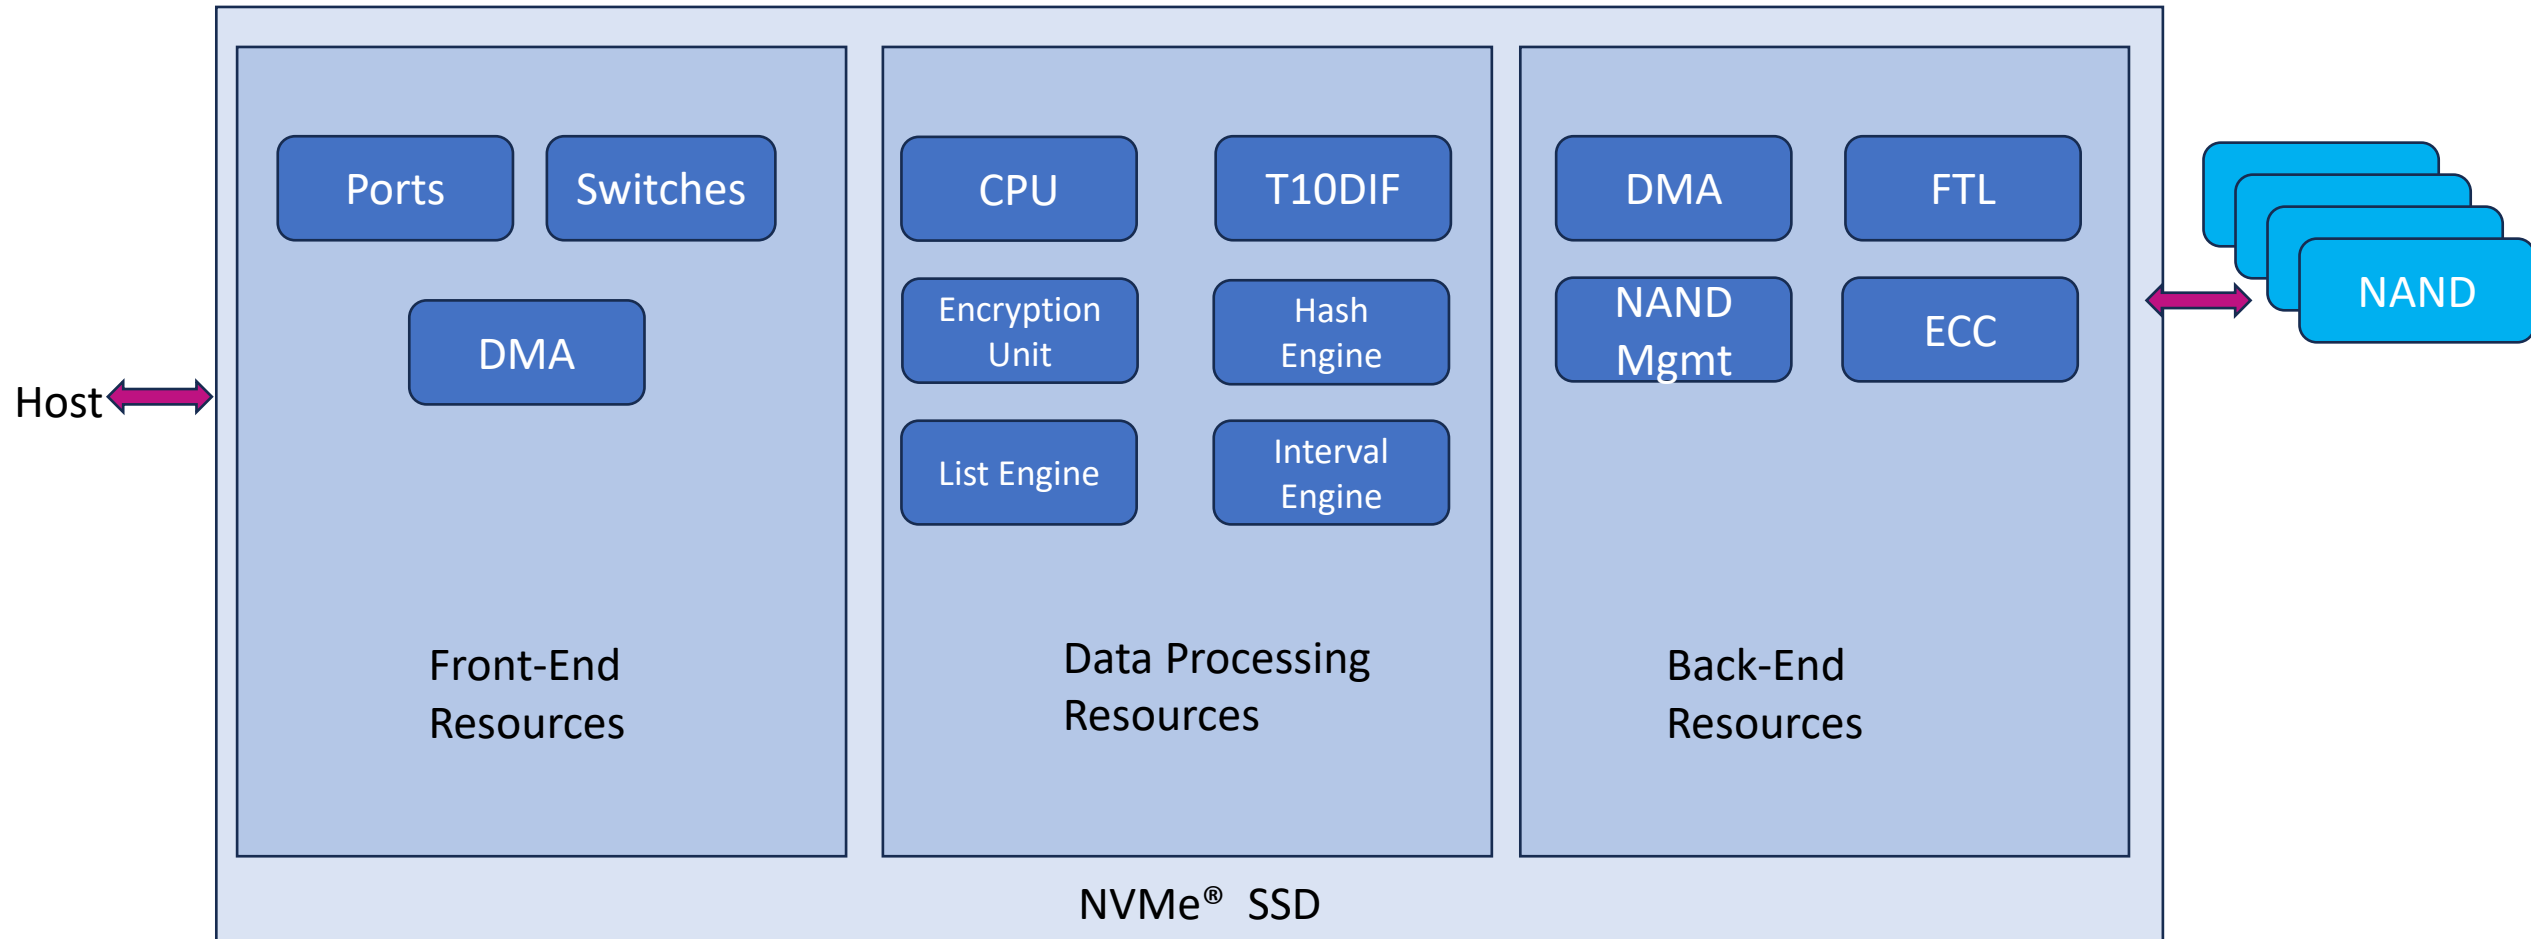 Host
Ports
Switches
DMA
Front-End
Resources
CPU
T10DIF
Encryption
Unit
Hash
Engine
List Engine
Interval
Engine
Data Processing
Resources
DMA
FTL
NAND
Mgmt
ECC
Back-End
Resources
NAND
NVMe® SSD